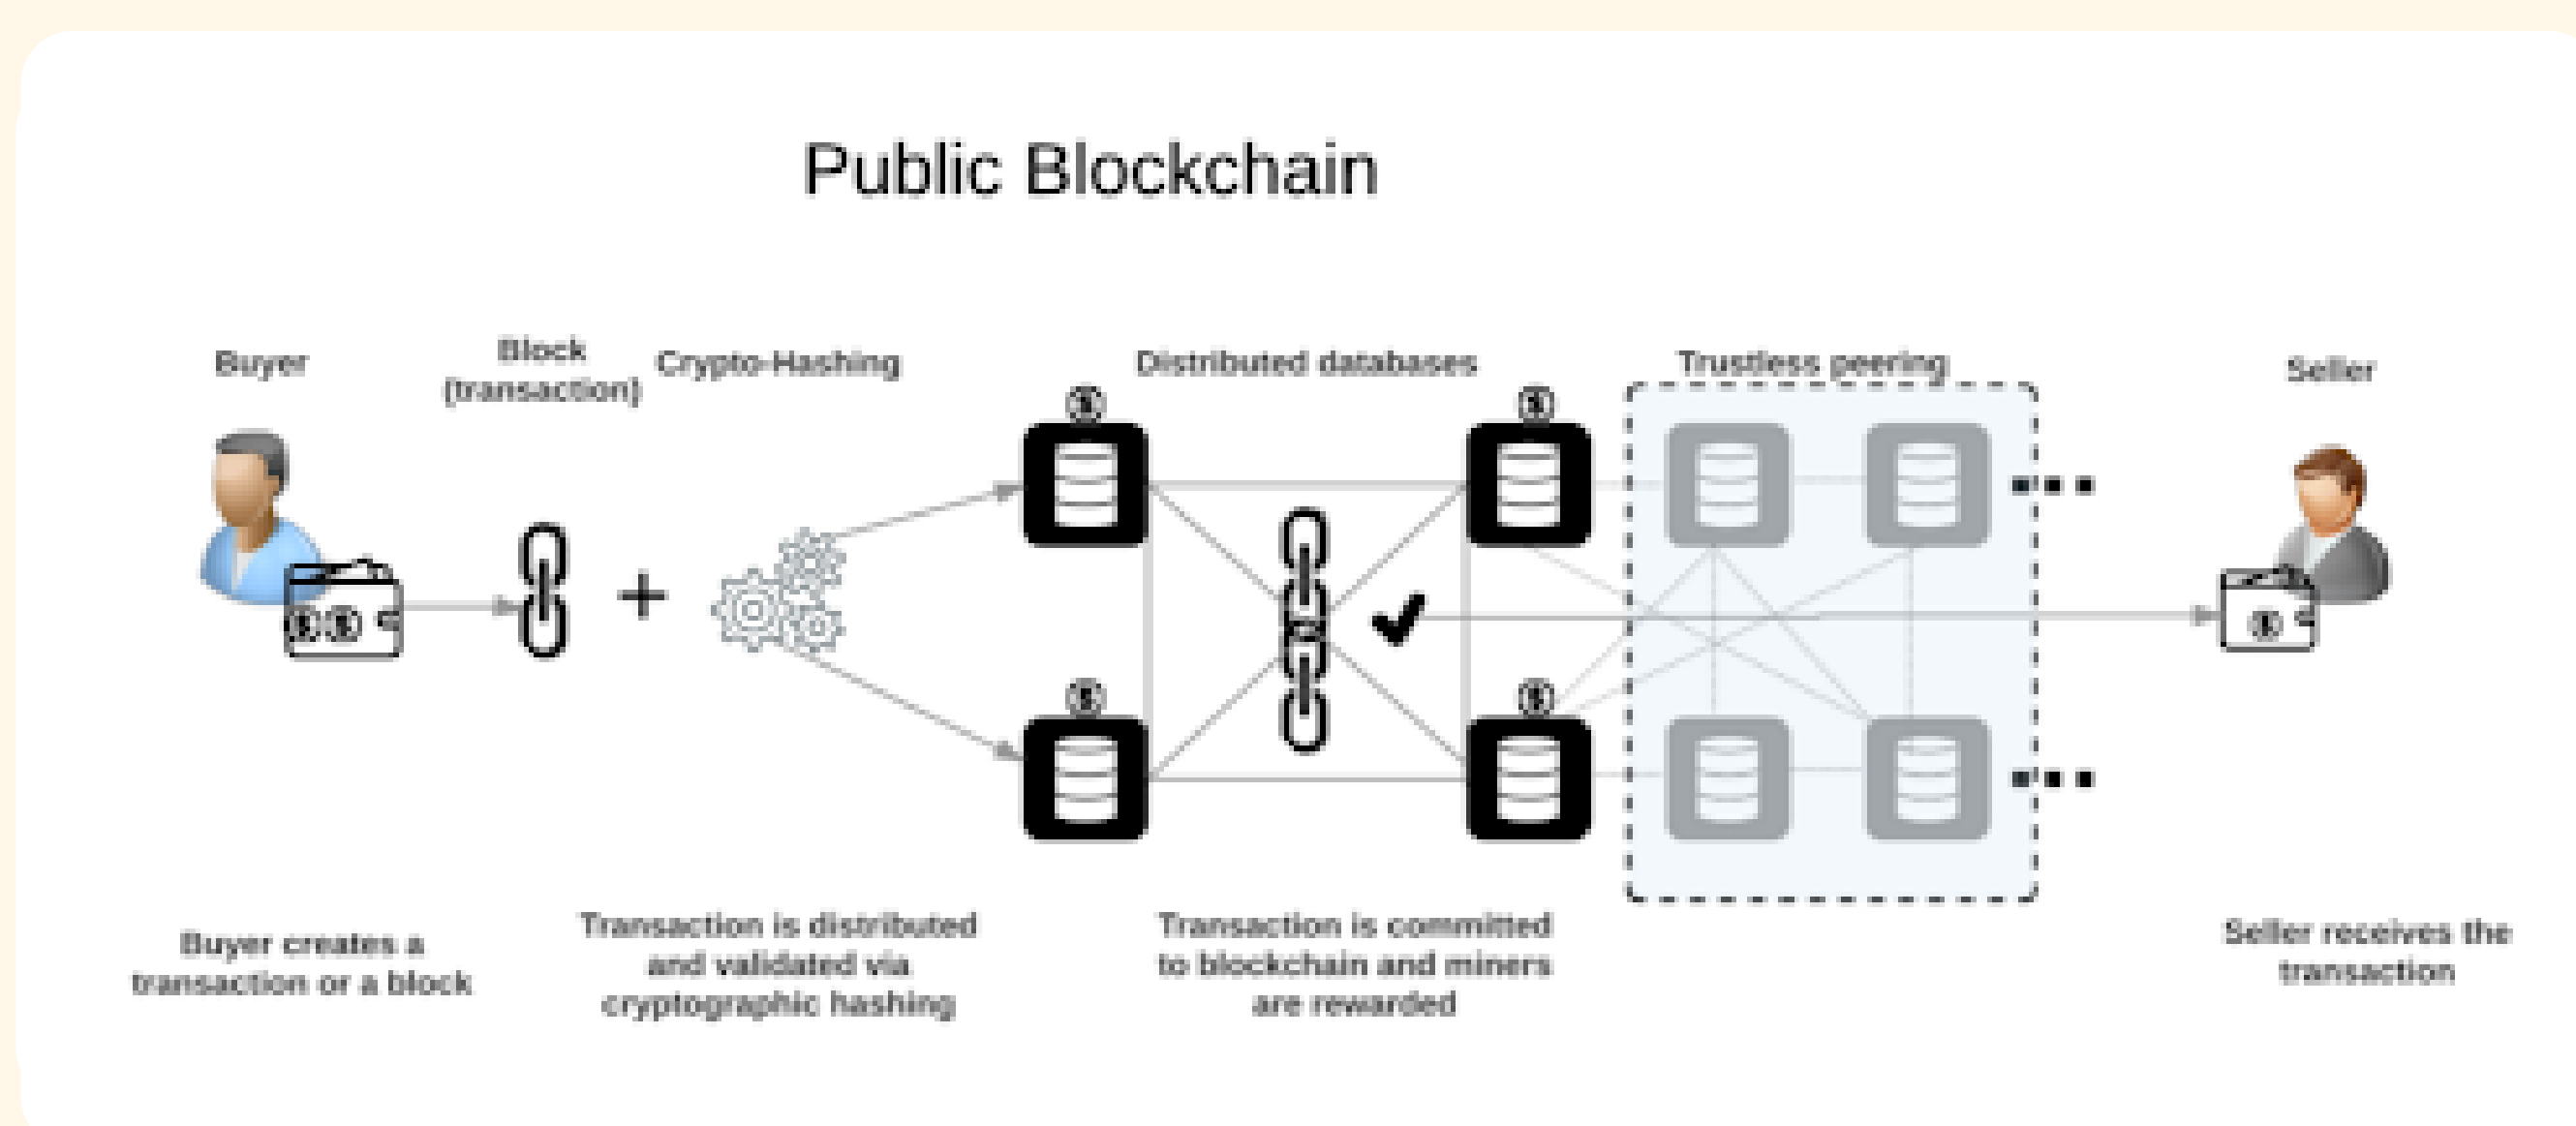 Public Blockchain
Buyer
Block
(transaction)
Crypto-Hashing
Distributed databases
Trustless peering
Seller
Buyer creates a
transaction or a block
Transaction is distributed
and validated via
cryptographic hashing
Transaction is committed
to blockchain and miners
are rewarded
Seller receives the
transaction